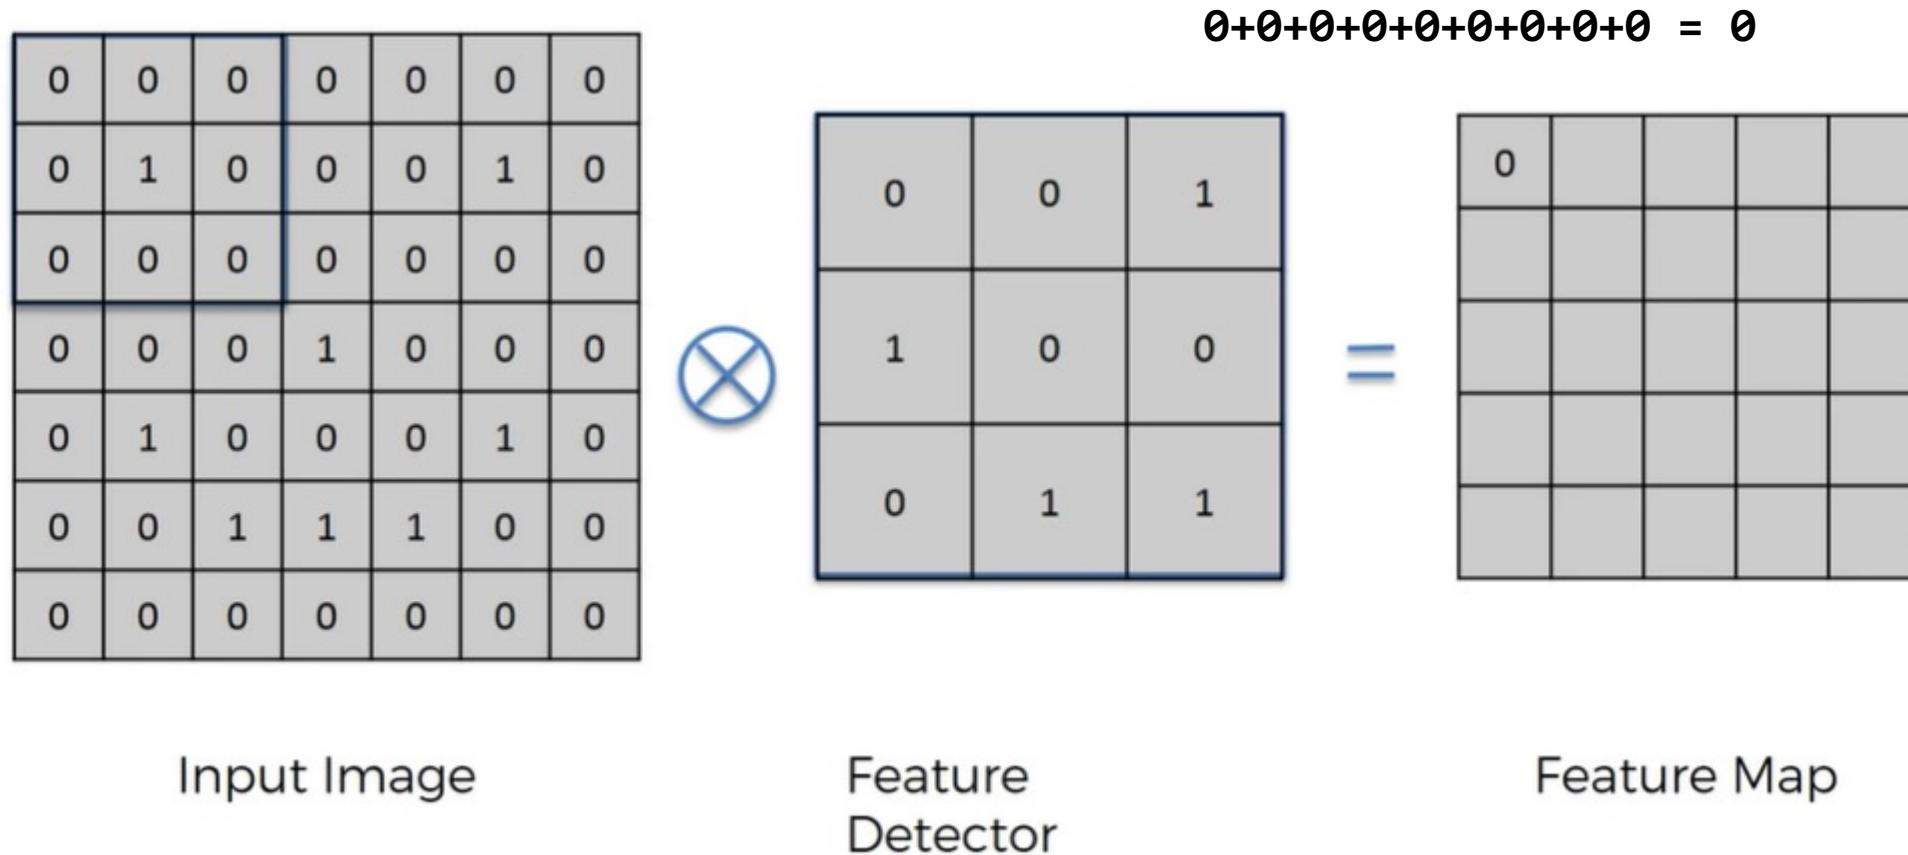 0+0+0+0+0+0+0+0+0 = 0
0 0 0 0 0 0 0
0 1 0 0 0 1 0
0 0 0 0 0 0 0
0 0 0 1 0 0 0
0 1 0 0 0 1 0
0 0 1 1 1 0 0
0 0 0 0 0 0 0
0 0 1
1 0 0
0 1 1
=
0
Input Image
Feature
Detector
Feature Map